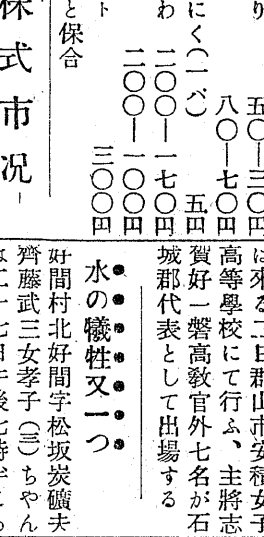 り　五〇―三〇円
八〇―七〇円
にく(一パ)　五円
わ　二〇〇―一七〇円
二〇〇―一〇〇円
ト　三〇〇円
と保合
株式市況
は來る二日郡山市安積女子
高等學校にて行ふ、主將志
賀好一磐高教官外七名が石
城郡代表として出場する
水の犠牲又一つ
好間村北好間字松坂炭礦夫
齊藤武三女孝子(三)ちやん
は二十七日午後七時